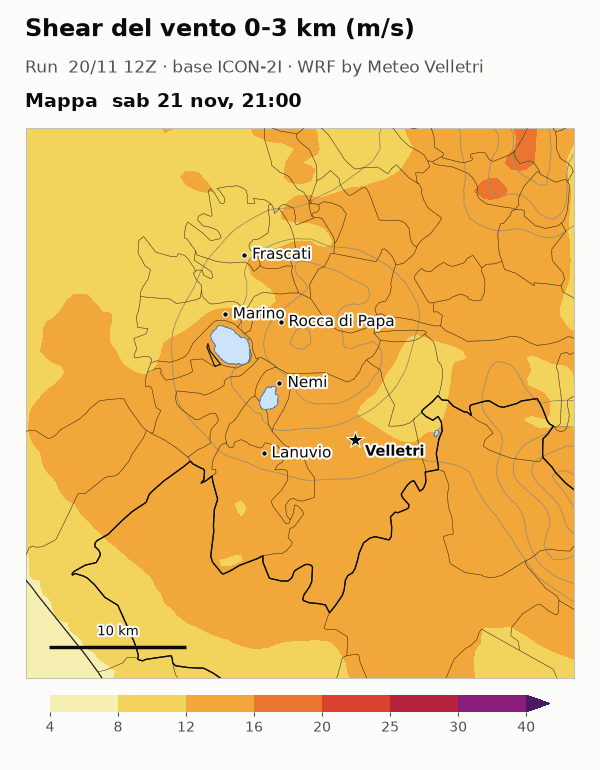 Shear del vento 0-3 km (m/s)
Run  20/11 12Z · base ICON-2I · WRF by Meteo Velletri
Mappa  sab 21 nov, 21:00
Frascati
Marino
Rocca di Papa
Nemi
Velletri
Lanuvio
10 km
4 8 12 16 20 25 30 40